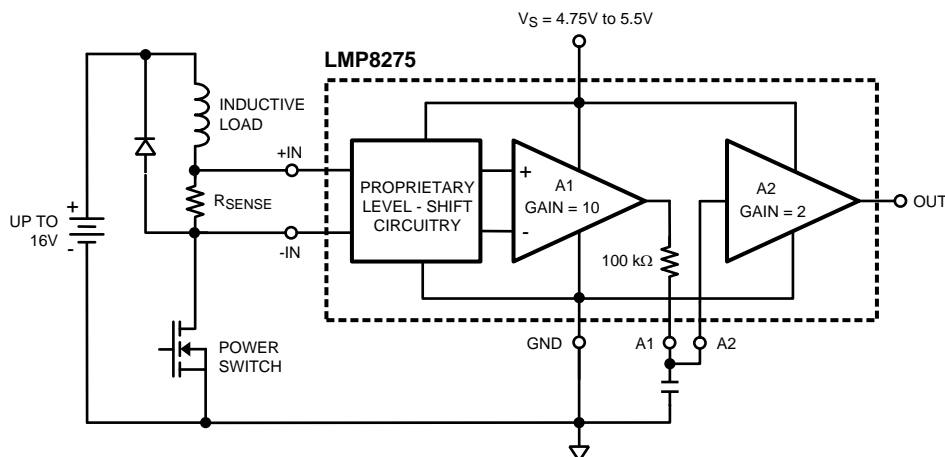 V_S = 4.75V to 5.5V
LMP8275
INDUCTIVE
LOAD
+IN
R_SENSE
-IN
+
UP TO
16V
-
PROPRIETARY
LEVEL - SHIFT
CIRCUITRY
+
-
A1
GAIN = 10
A2
GAIN = 2
OUT
100 kΩ
POWER
SWITCH
GND
A1
A2